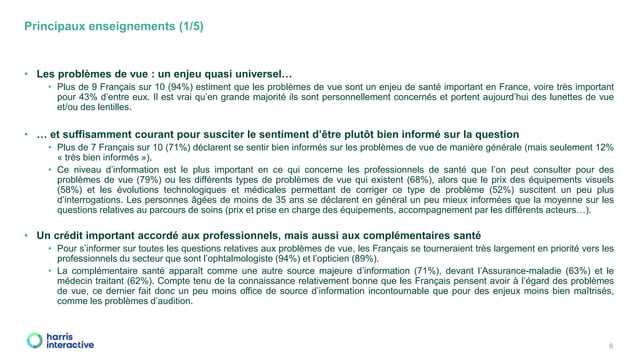 Principaux enseignements (1/5)
• Les problèmes de vue : un enjeu quasi universel…
• Plus de 9 Français sur 10 (94%) estiment que les problèmes de vue sont un enjeu de santé important en France, voire très important
pour 43% d’entre eux. Il est vrai qu’en grande majorité ils sont personnellement concernés et portent aujourd’hui des lunettes de vue
et/ou des lentilles.
• … et suffisamment courant pour susciter le sentiment d’être plutôt bien informé sur la question
• Plus de 7 Français sur 10 (71%) déclarent se sentir bien informés sur les problèmes de vue de manière générale (mais seulement 12%
« très bien informés »).
• Ce niveau d’information est le plus important en ce qui concerne les professionnels de santé que l’on peut consulter pour des
problèmes de vue (79%) ou les différents types de problèmes de vue qui existent (68%), alors que le prix des équipements visuels
(58%) et les évolutions technologiques et médicales permettant de corriger ce type de problème (52%) suscitent un peu plus
d’interrogations. Les personnes âgées de moins de 35 ans se déclarent en général un peu mieux informées que la moyenne sur les
questions relatives au parcours de soins (prix et prise en charge des équipements, accompagnement par les différents acteurs…).
• Un crédit important accordé aux professionnels, mais aussi aux complémentaires santé
• Pour s’informer sur toutes les questions relatives aux problèmes de vue, les Français se tourneraient très largement en priorité vers les
professionnels du secteur que sont l’ophtalmologiste (94%) et l’opticien (89%).
• La complémentaire santé apparaît comme une autre source majeure d’information (71%), devant l’Assurance-maladie (63%) et le
médecin traitant (62%). Compte tenu de la connaissance relativement bonne que les Français pensent avoir à l’égard des problèmes
de vue, ce dernier fait donc un peu moins office de source d’information incontournable que pour des enjeux moins bien maîtrisés,
comme les problèmes d’audition.
harris
interactive
6